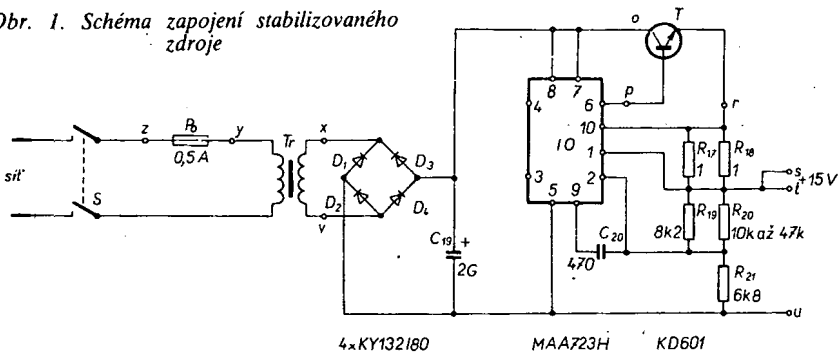 Obr. 1. Schéma zapojení stabilizovaného
zdroje
síť
S
z
Po
0,5 A
y
Tr
x
v
D1
D2
D3
D4
C19
+
2G
4×KY132/80
o
T
8
7
4
6
p
10
r
IO
1
3
2
5
9
R17
1
R18
1
s
t
+15 V
R19
8k2
R20
10k až 47k
C20
470
R21
6k8
u
MAA723H
KD601